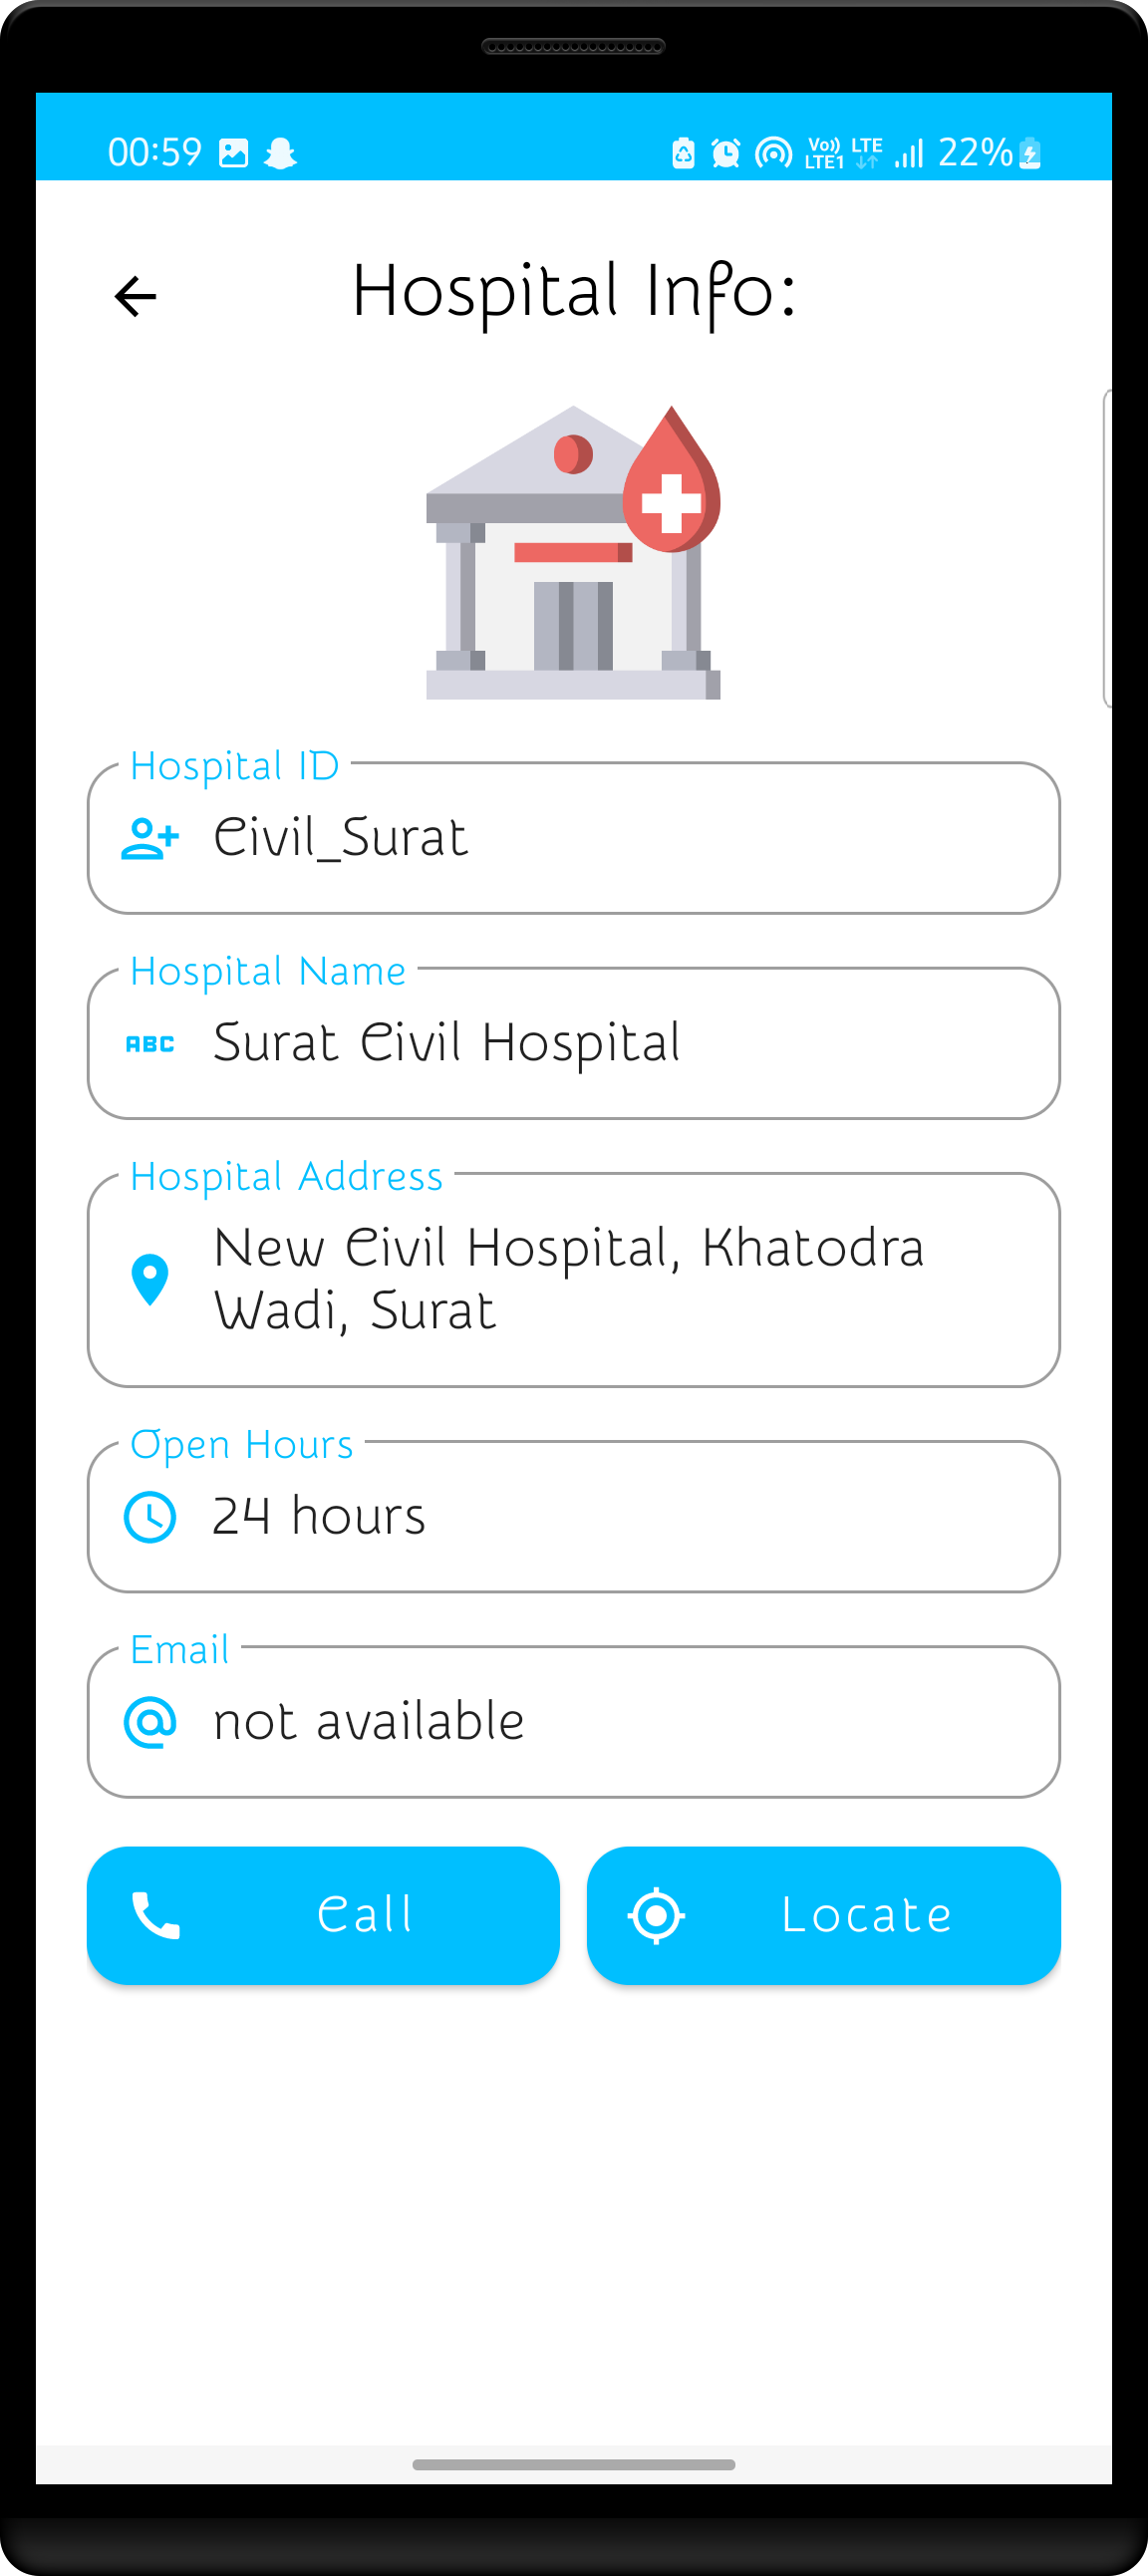 00:59
Vo)) LTE
LTE1
22%
Hospital Info:
Hospital ID
Civil_Surat
Hospital Name
ABC
Surat Civil Hospital
Hospital Address
New Civil Hospital, Khatodra
Wadi, Surat
Open Hours
24 hours
Email
not available
Call
Locate